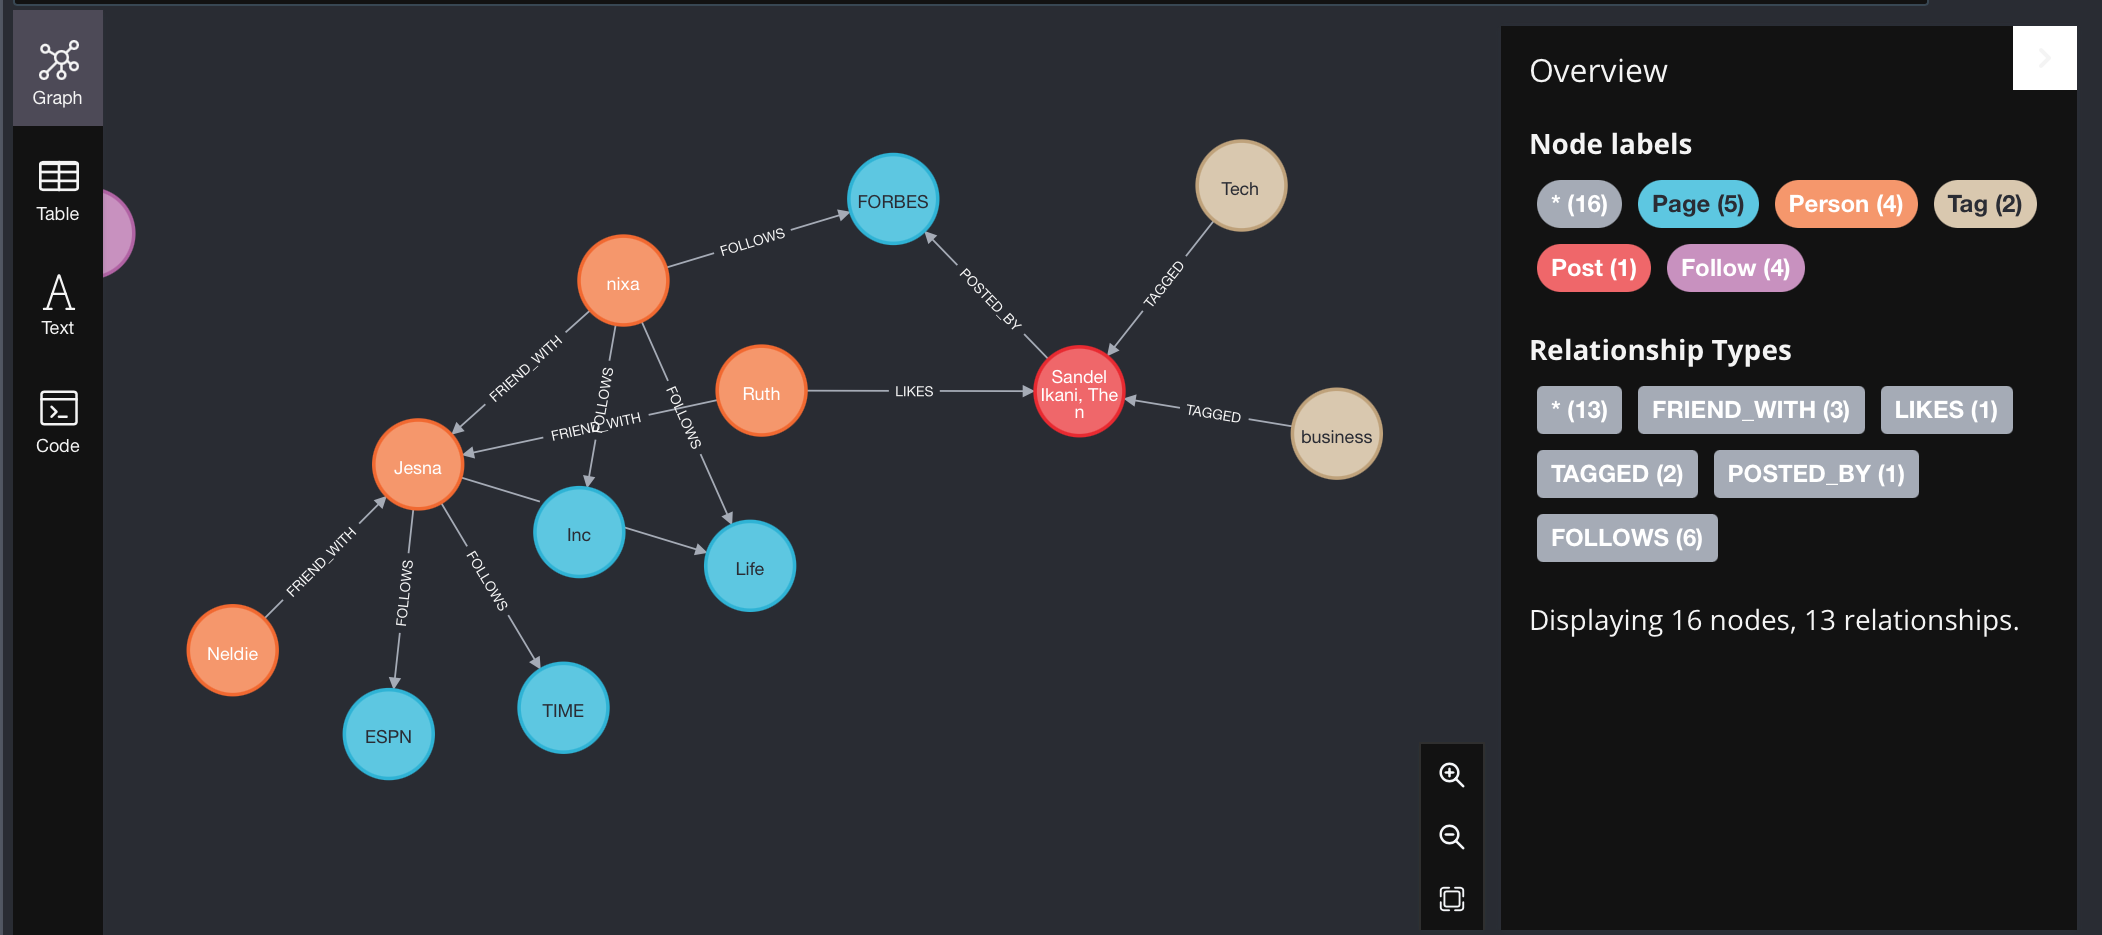 Graph
Table
Text
Code
FORBES
Tech
nixa
FOLLOWS
POSTED_BY
TAGGED
FRIEND_WITH
FOLLOWS
FOLLOWS
Ruth
LIKES
Sandel
Ikani, The
n
TAGGED
business
FRIEND_WITH
Jesna
Inc
Life
FRIEND_WITH
FOLLOWS
FOLLOWS
Neldie
ESPN
TIME
Overview
Node labels
* (16) Page (5) Person (4) Tag (2)
Post (1) Follow (4)
Relationship Types
* (13) FRIEND_WITH (3) LIKES (1)
TAGGED (2) POSTED_BY (1)
FOLLOWS (6)
Displaying 16 nodes, 13 relationships.